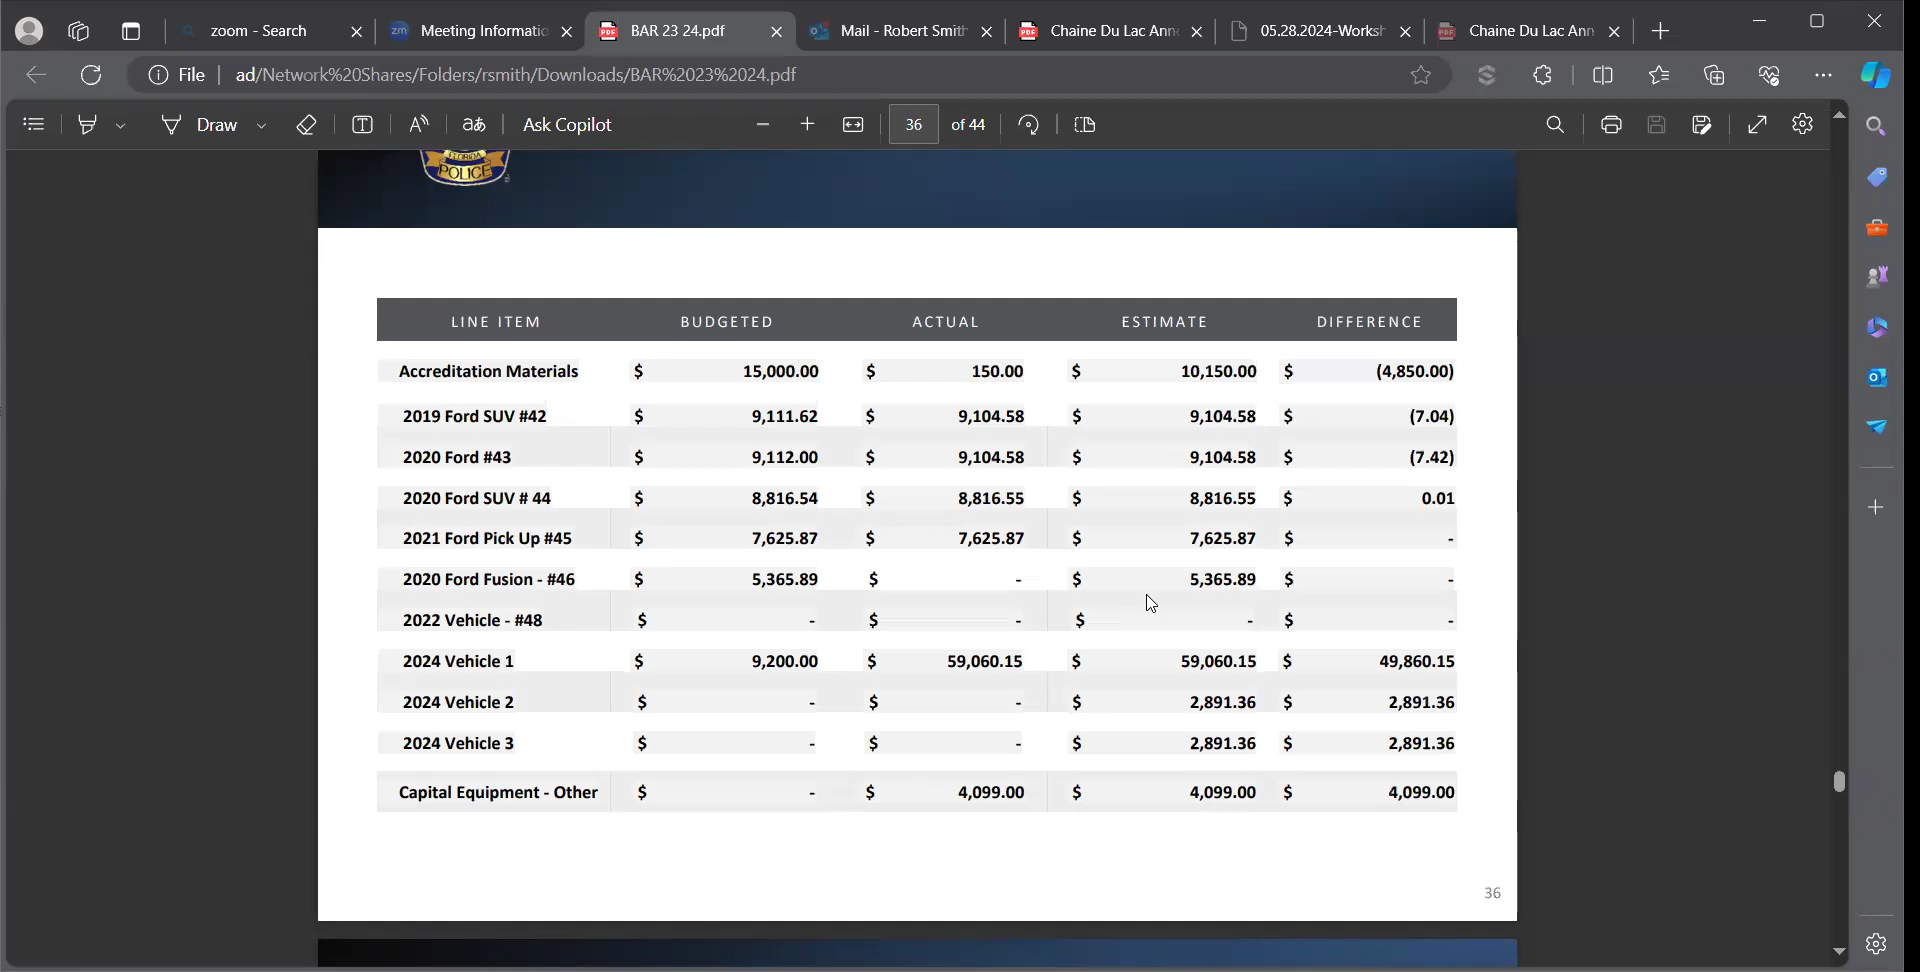 zoom - Search
Meeting Informatio
BAR 23 24.pdf
Mail - Robert Smith
Chaine Du Lac Anne
05.28.2024-Worksh
Chaine Du Lac Ann
File
ad/Network%20Shares/Folders/rsmith/Downloads/BAR%2023%2024.pdf
Draw
Ask Copilot
36 of 44
FLORIDA
POLICE
LINE ITEM BUDGETED ACTUAL ESTIMATE DIFFERENCE
Accreditation Materials $ 15,000.00 $ 150.00 $ 10,150.00 $ (4,850.00)
2019 Ford SUV #42 $ 9,111.62 $ 9,104.58 $ 9,104.58 $ (7.04)
2020 Ford #43 $ 9,112.00 $ 9,104.58 $ 9,104.58 $ (7.42)
2020 Ford SUV # 44 $ 8,816.54 $ 8,816.55 $ 8,816.55 $ 0.01
2021 Ford Pick Up #45 $ 7,625.87 $ 7,625.87 $ 7,625.87 $ -
2020 Ford Fusion - #46 $ 5,365.89 $ - $ 5,365.89 $ -
2022 Vehicle - #48 $ - $ - $ - $ -
2024 Vehicle 1 $ 9,200.00 $ 59,060.15 $ 59,060.15 $ 49,860.15
2024 Vehicle 2 $ - $ - $ 2,891.36 $ 2,891.36
2024 Vehicle 3 $ - $ - $ 2,891.36 $ 2,891.36
Capital Equipment - Other $ - $ 4,099.00 $ 4,099.00 $ 4,099.00
36